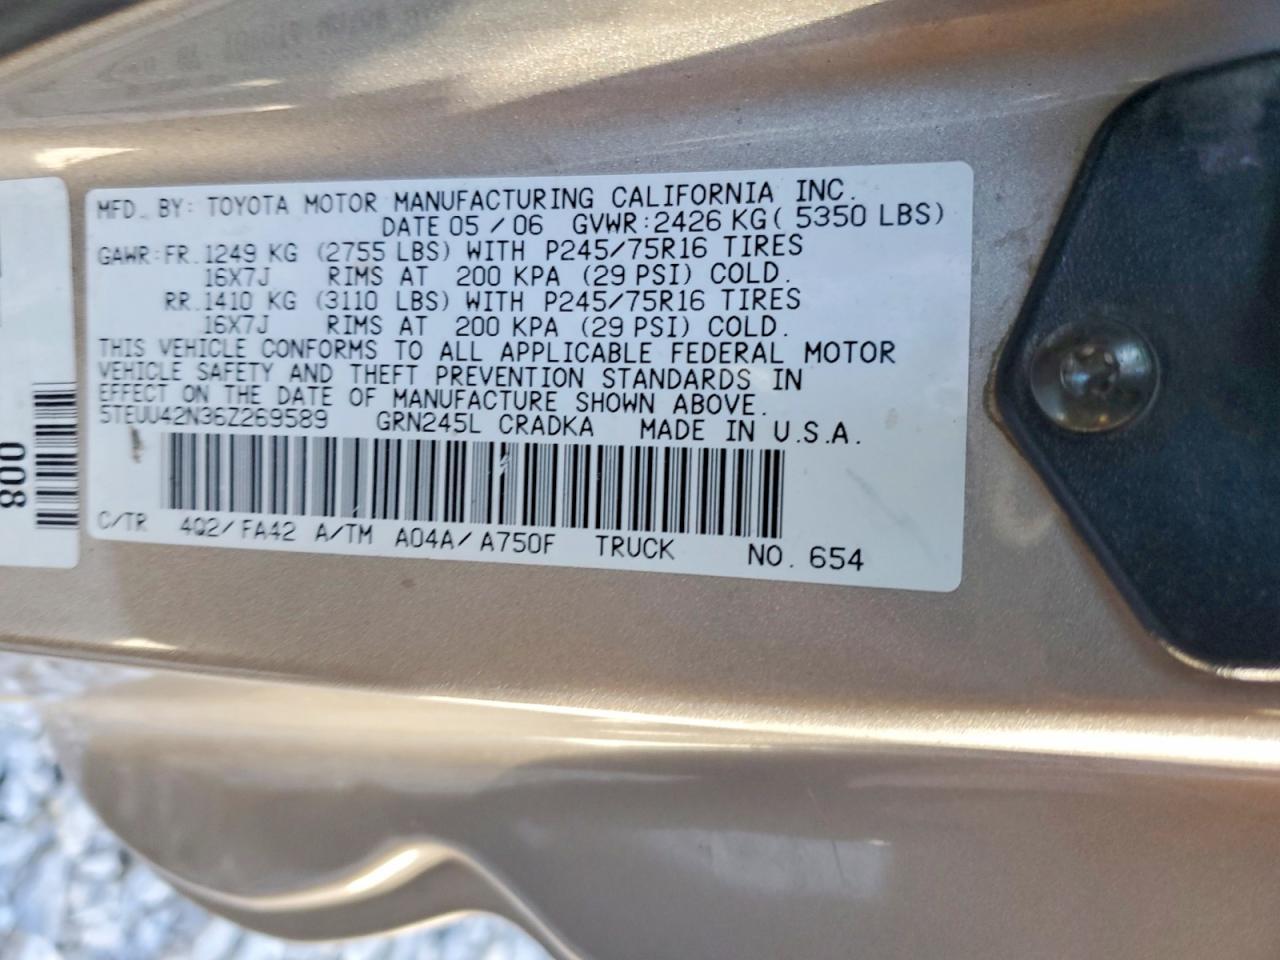 MFD. BY: TOYOTA MOTOR MANUFACTURING CALIFORNIA INC.
DATE 05 / 06 GVWR:2426 KG( 5350 LBS)
GAWR:FR.1249 KG (2755 LBS) WITH P245/75R16 TIRES
16X7J RIMS AT 200 KPA (29 PSI) COLD.
RR.1410 KG (3110 LBS) WITH P245/75R16 TIRES
16X7J RIMS AT 200 KPA (29 PSI) COLD.
THIS VEHICLE CONFORMS TO ALL APPLICABLE FEDERAL MOTOR
VEHICLE SAFETY AND THEFT PREVENTION STANDARDS IN
EFFECT ON THE DATE OF MANUFACTURE SHOWN ABOVE.
5TEUU42N36Z269589 GRN245L CRADKA MADE IN U.S.A.
C/TR 4Q2/FA42 A/TM A04A/A750F TRUCK NO. 654
008